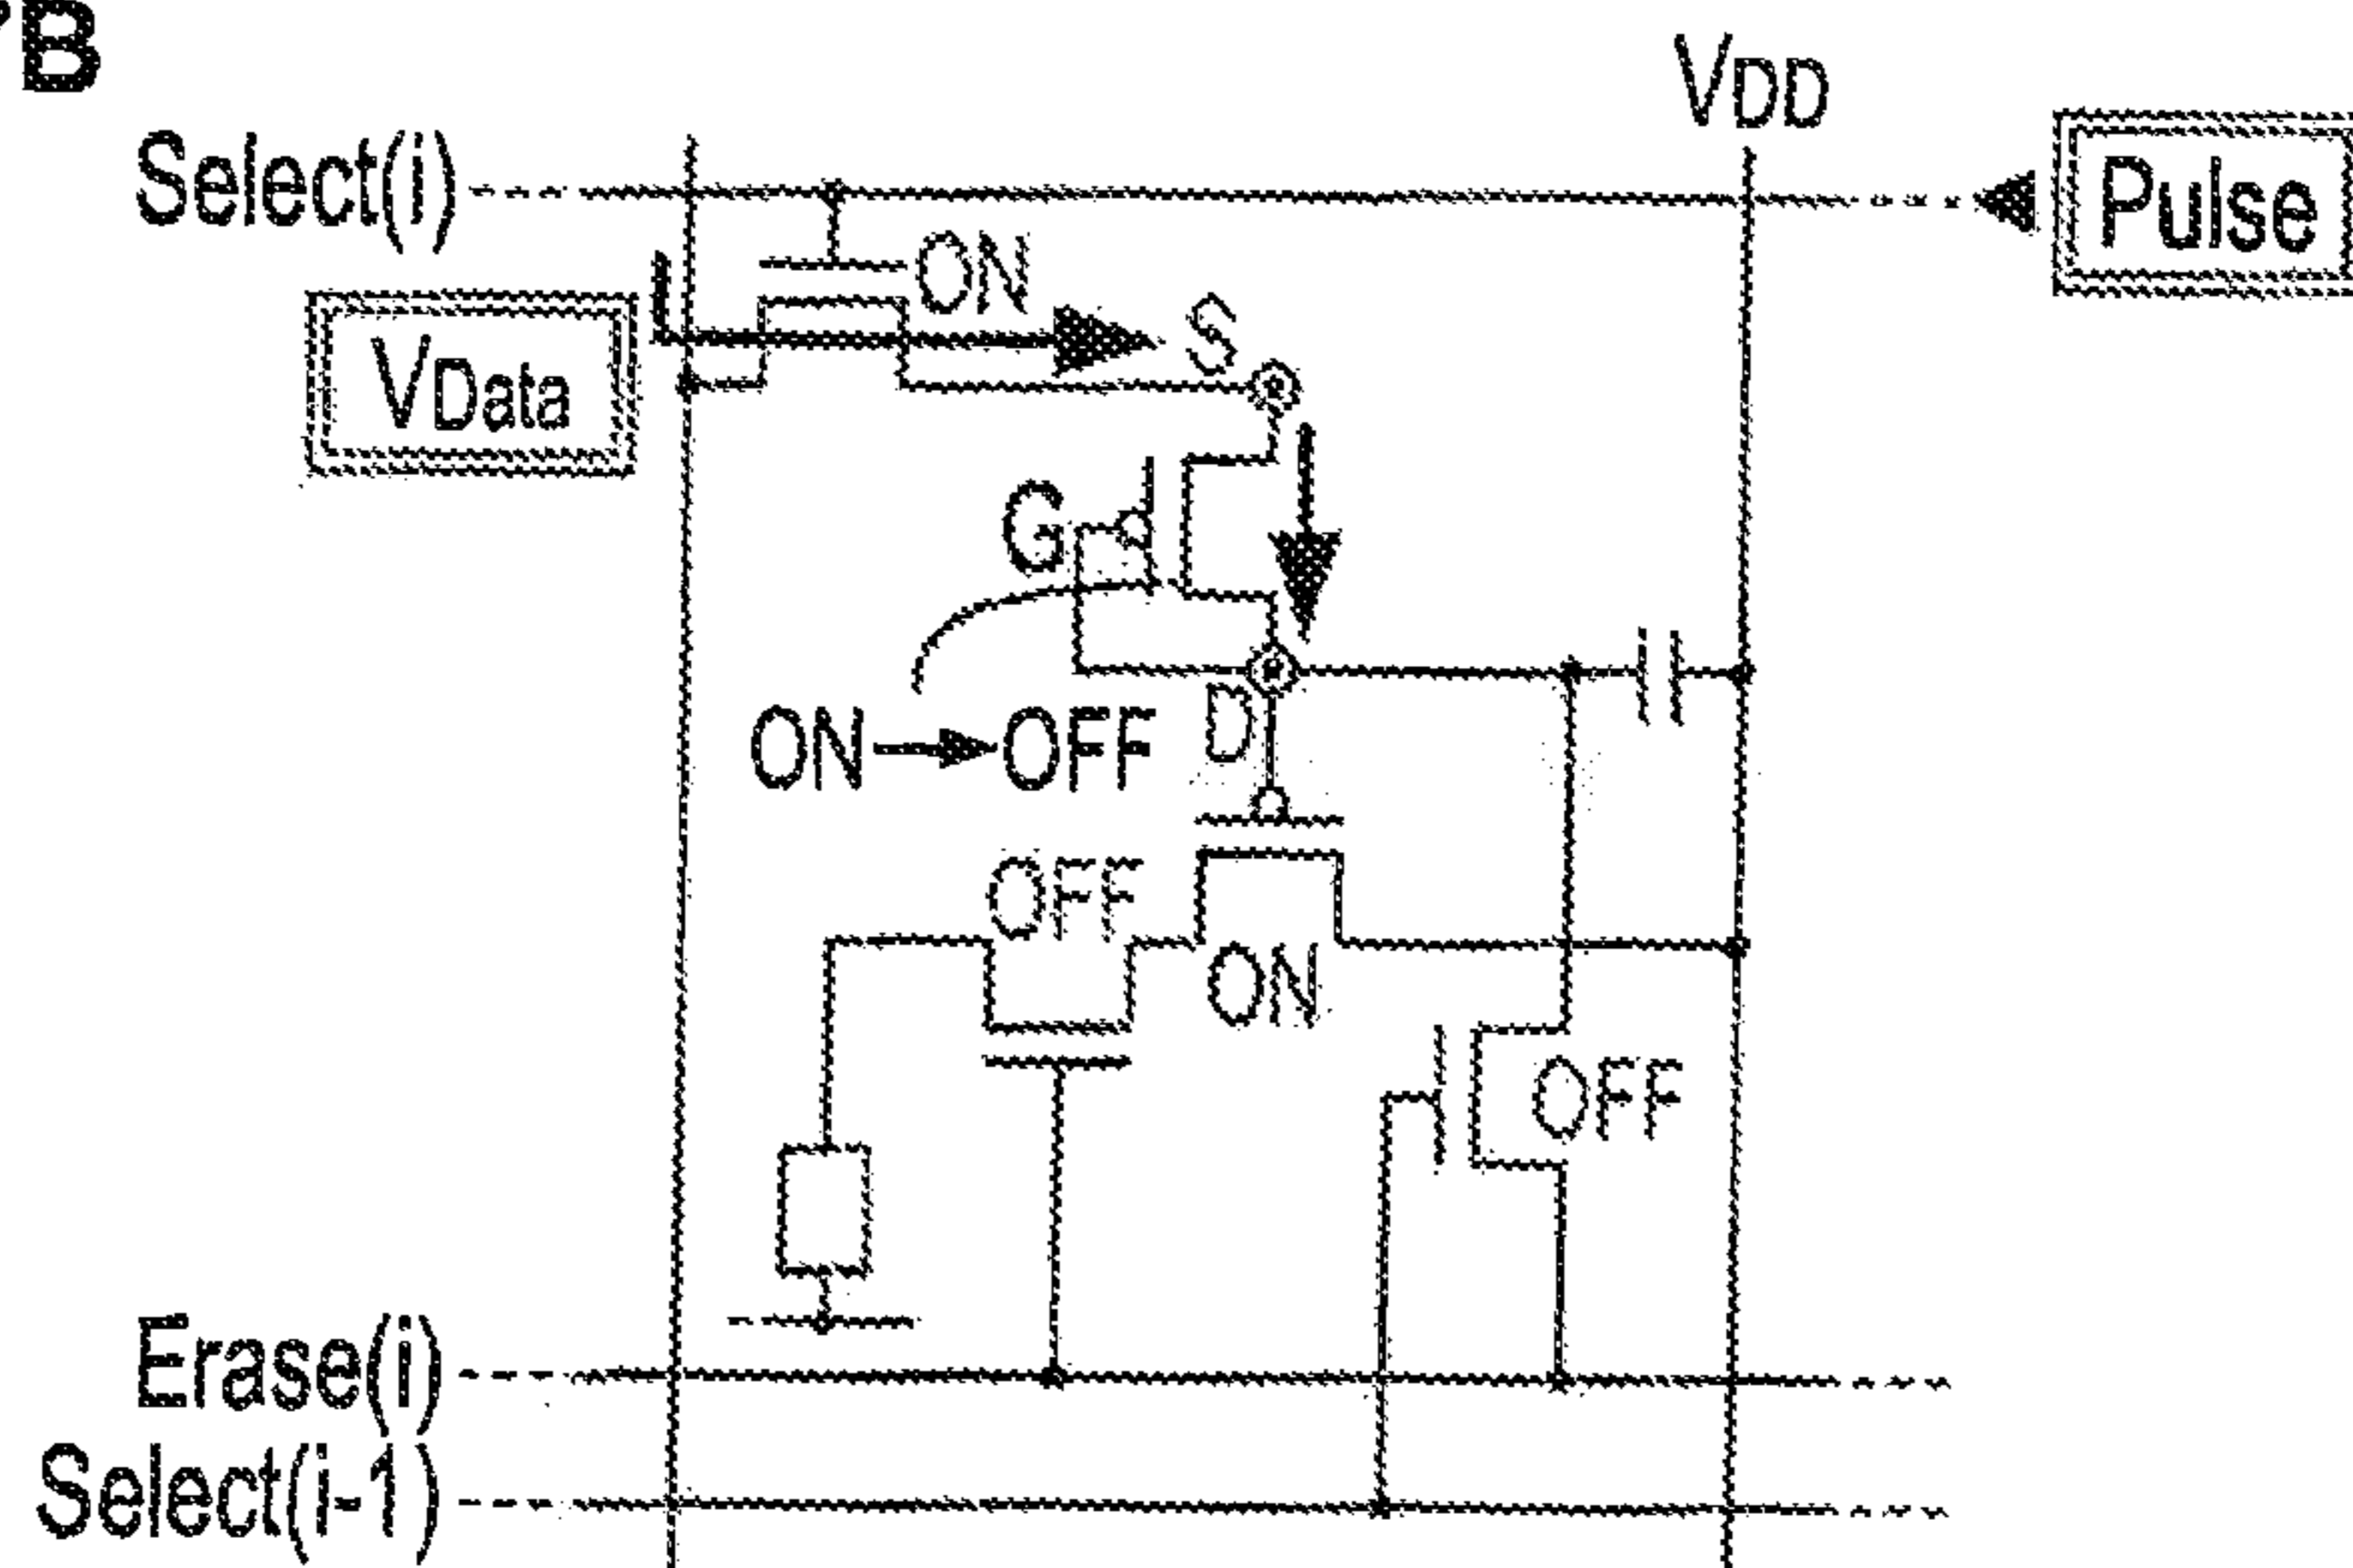 B
VDD
Select(i)
Pulse
ON
S
VData
G
ON→OFF
D
OFF
ON
OFF
Erase(i)
Select(i-1)